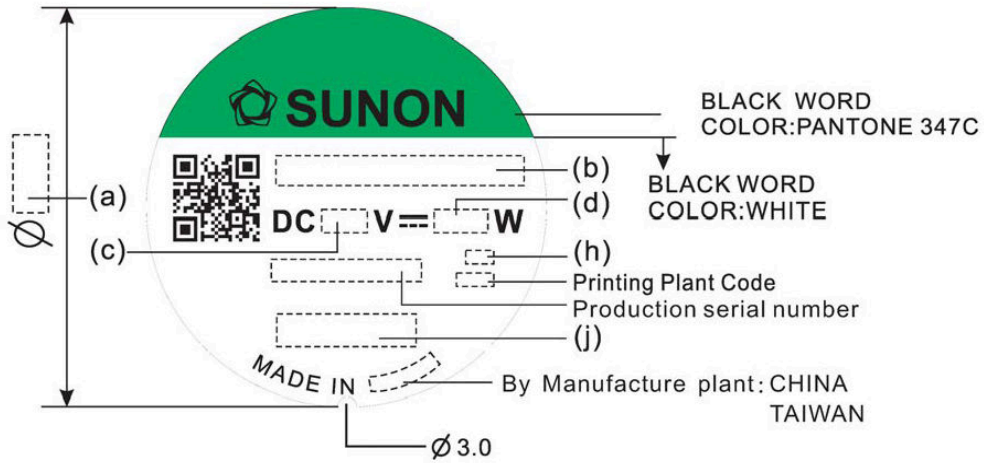 SUNON
BLACK WORD
COLOR:PANTONE 347C
BLACK WORD
COLOR:WHITE
(a)
(b)
DC V W
(d)
(c)
(h)
Printing Plant Code
Production serial number
(j)
MADE IN
By Manufacture plant: CHINA
TAIWAN
Ø
Ø 3.0